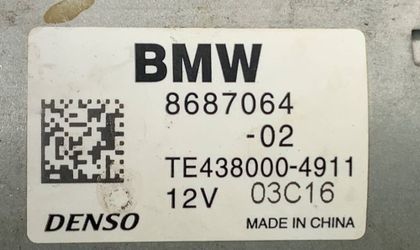 BMW
8687064
-02
TE438000-4911
12V 03C16
DENSO MADE IN CHINA